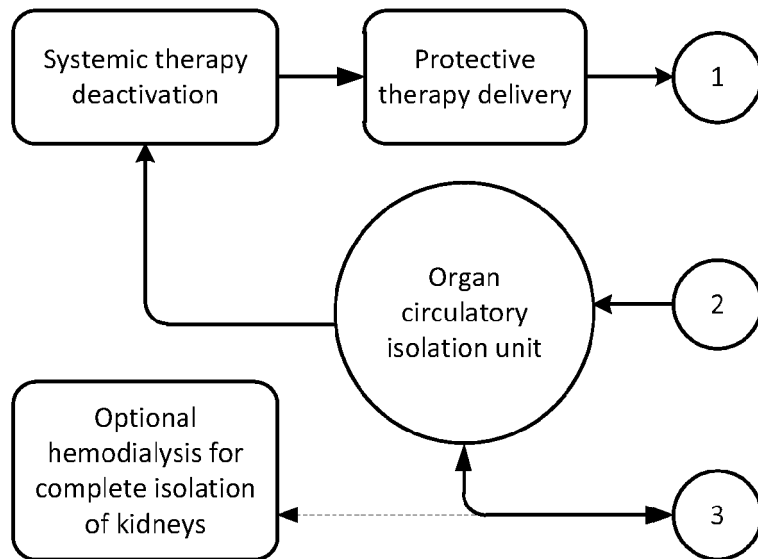 Systemic therapy
deactivation
Protective
therapy delivery
1
Organ
circulatory
isolation unit
2
Optional
hemodialysis for
complete isolation
of kidneys
3